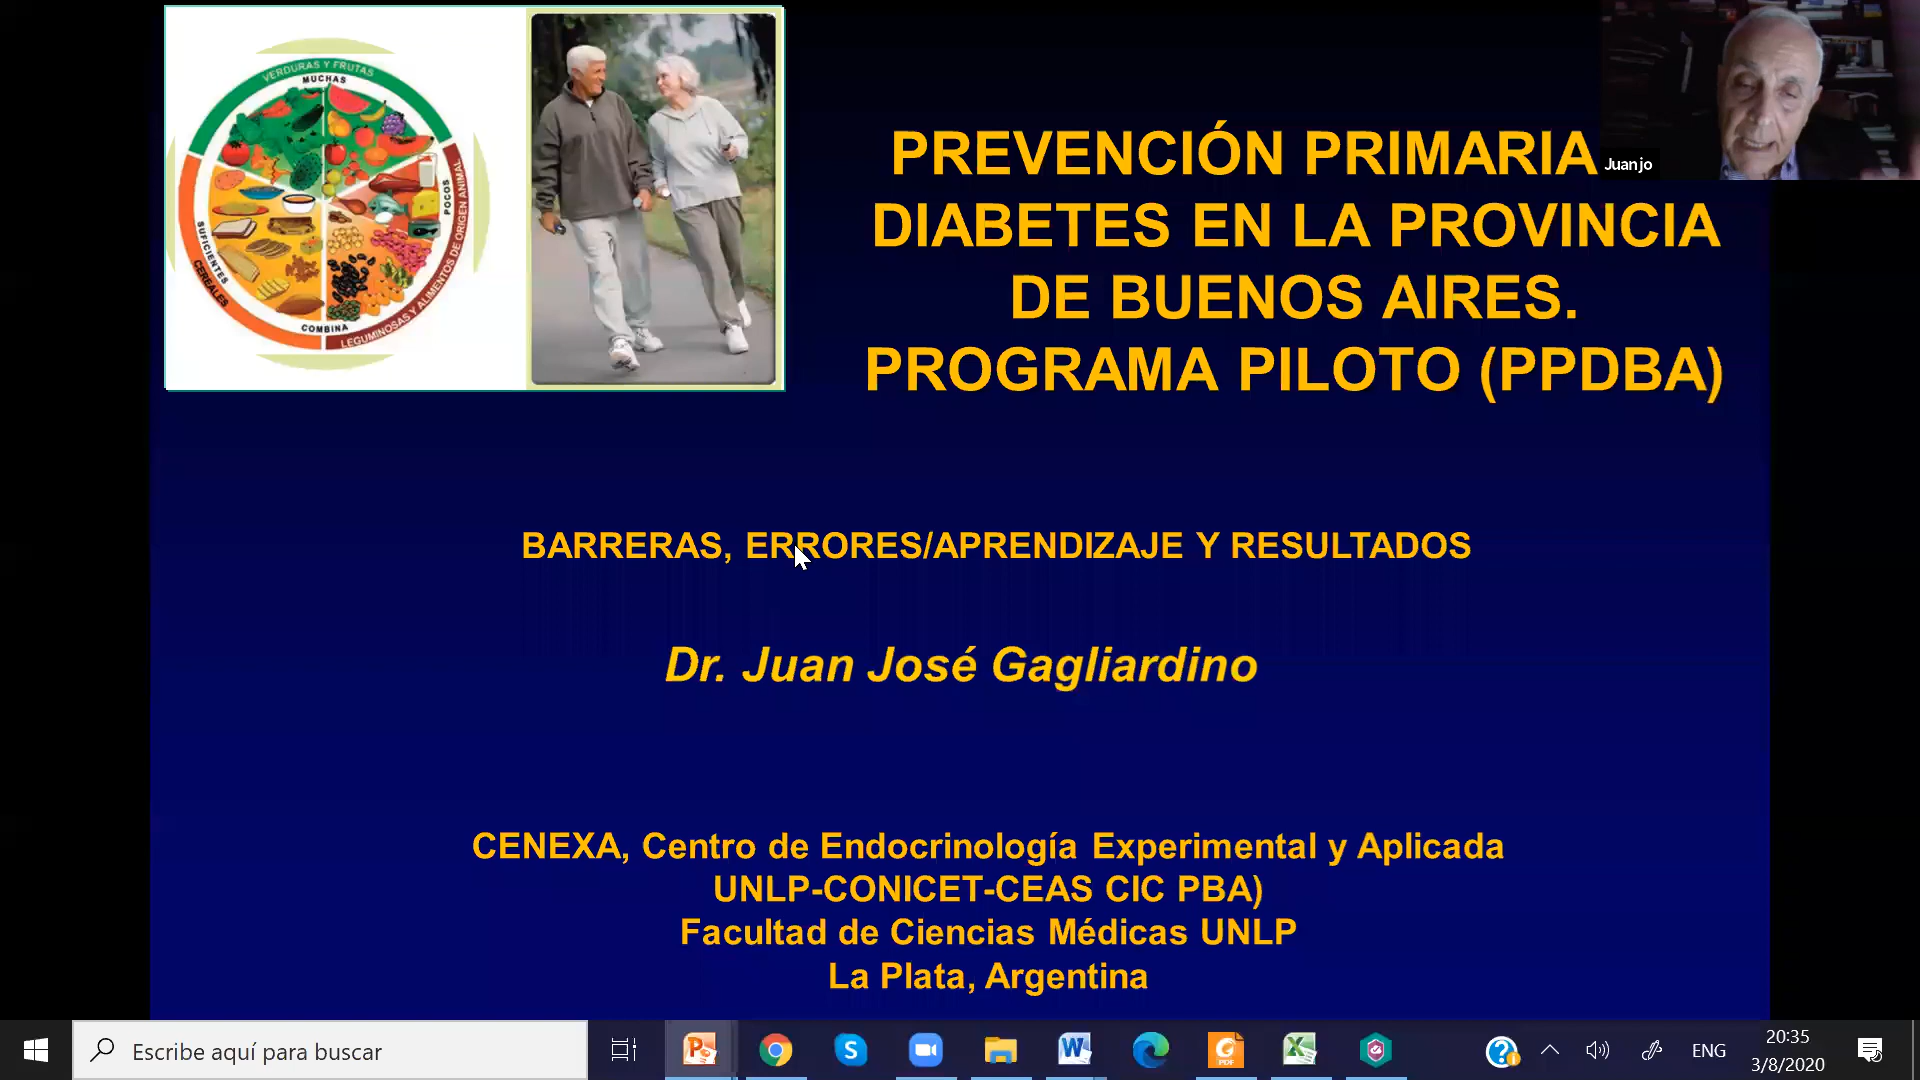 VERDURAS Y FRUTAS
MUCHAS
POCOS
LEGUMINOSAS Y ALIMENTOS DE ORIGEN ANIMAL
SUFICIENTES
CEREALES
COMBINA
PREVENCIÓN PRIMARIA
DIABETES EN LA PROVINCIA
DE BUENOS AIRES.
PROGRAMA PILOTO (PPDBA)
Juanjo
BARRERAS, ERRORES/APRENDIZAJE Y RESULTADOS
Dr. Juan José Gagliardino
CENEXA, Centro de Endocrinología Experimental y Aplicada
UNLP-CONICET-CEAS CIC PBA)
Facultad de Ciencias Médicas UNLP
La Plata, Argentina
Escribe aquí para buscar
PDF
ENG
20:35
3/8/2020